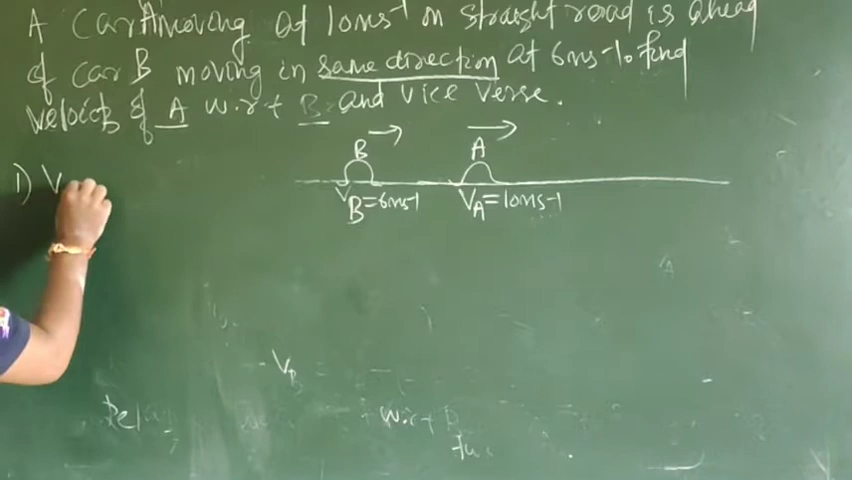 A Car A moving at 10ms-1 on straight road is ahead
of car B moving in same direction at 6ms-1. find
velocity of A w.r.t B and vice verse.
B A
1) V
VB=6ms-1 VA=10ms-1
-VB
w.r.t